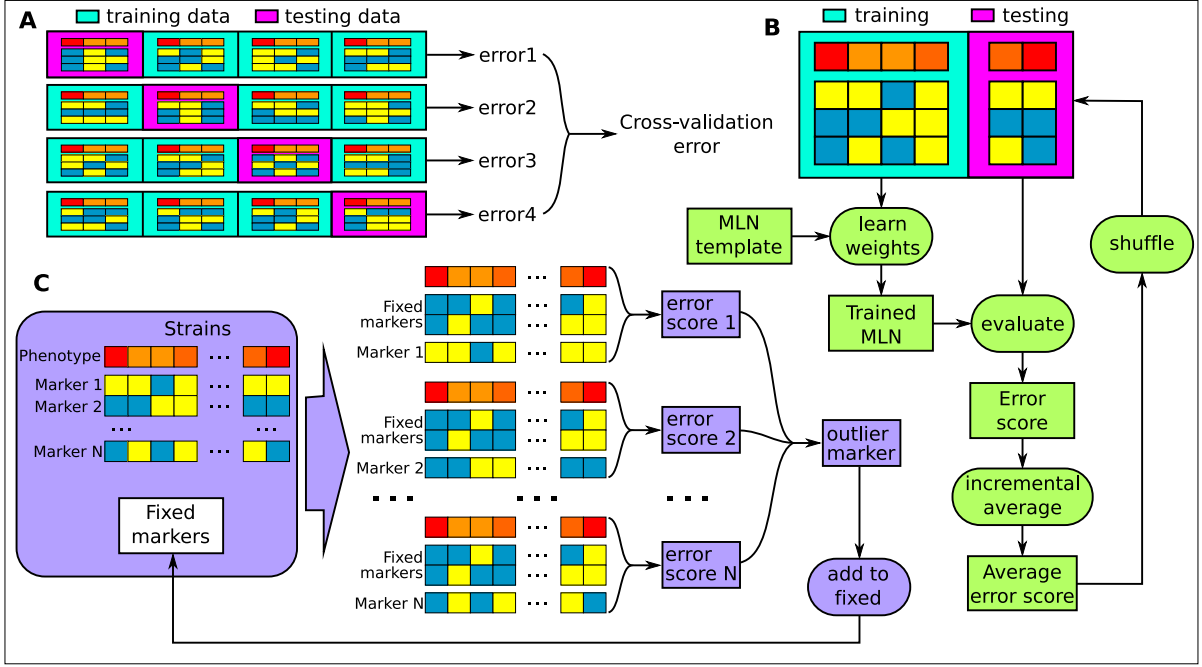 A
training data
testing data
error1
error2
error3
error4
Cross-validation
error
B
training
testing
MLN
template
learn
weights
Trained
MLN
evaluate
shuffle
Error
score
incremental
average
Average
error score
C
Strains
Phenotype
Marker 1
...
Marker 2
...
...
Marker N
...
Fixed
markers
...
Fixed
markers
...
Marker 1
...
error
score 1
...
Fixed
markers
...
Marker 2
...
error
score 2
...
...
...
...
Fixed
markers
...
Marker N
...
error
score N
outlier
marker
add to
fixed